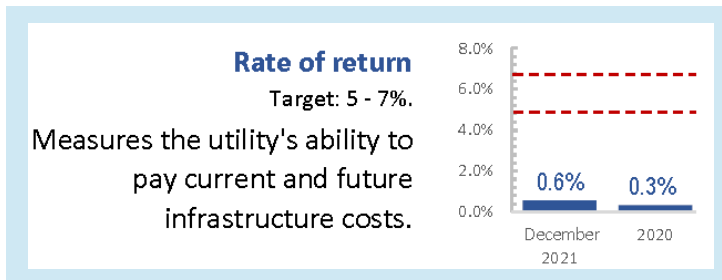 Rate of return
Target: 5 - 7%.
Measures the utility's ability to
pay current and future
infrastructure costs.
8.0%
6.0%
4.0%
2.0%
0.0%
0.6%
0.3%
December
2021
2020